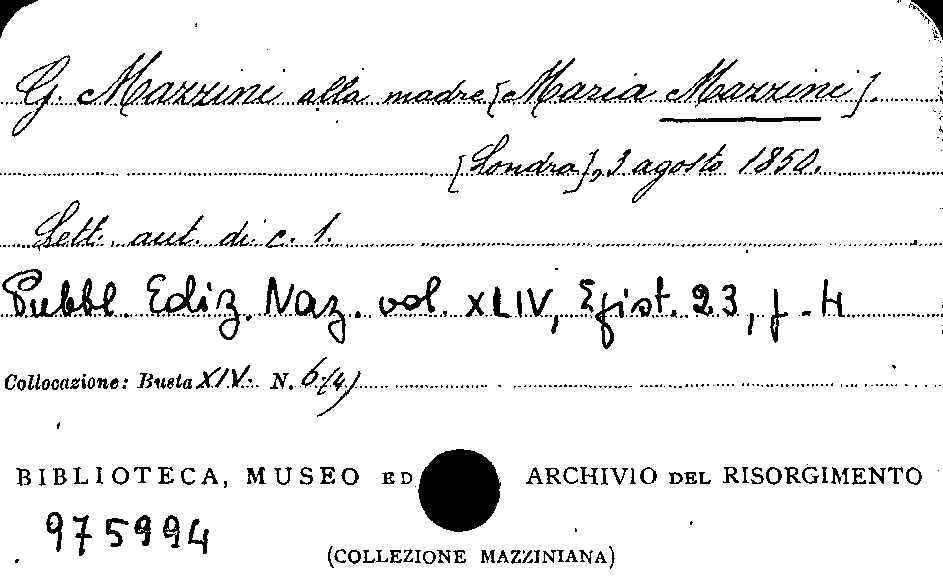 G. Mazzini alla madre [Maria Mazzini].
[Londra], 3 agosto 1850.
Lett. aut. di c. 1.
Pubbl. Ediz. Naz. vol. XLIV, Epist. 23, p. 4
Collocazione: Busta XIV. N. 6 (4)
BIBLIOTECA, MUSEO ED ARCHIVIO DEL RISORGIMENTO
975994
(COLLEZIONE MAZZINIANA)